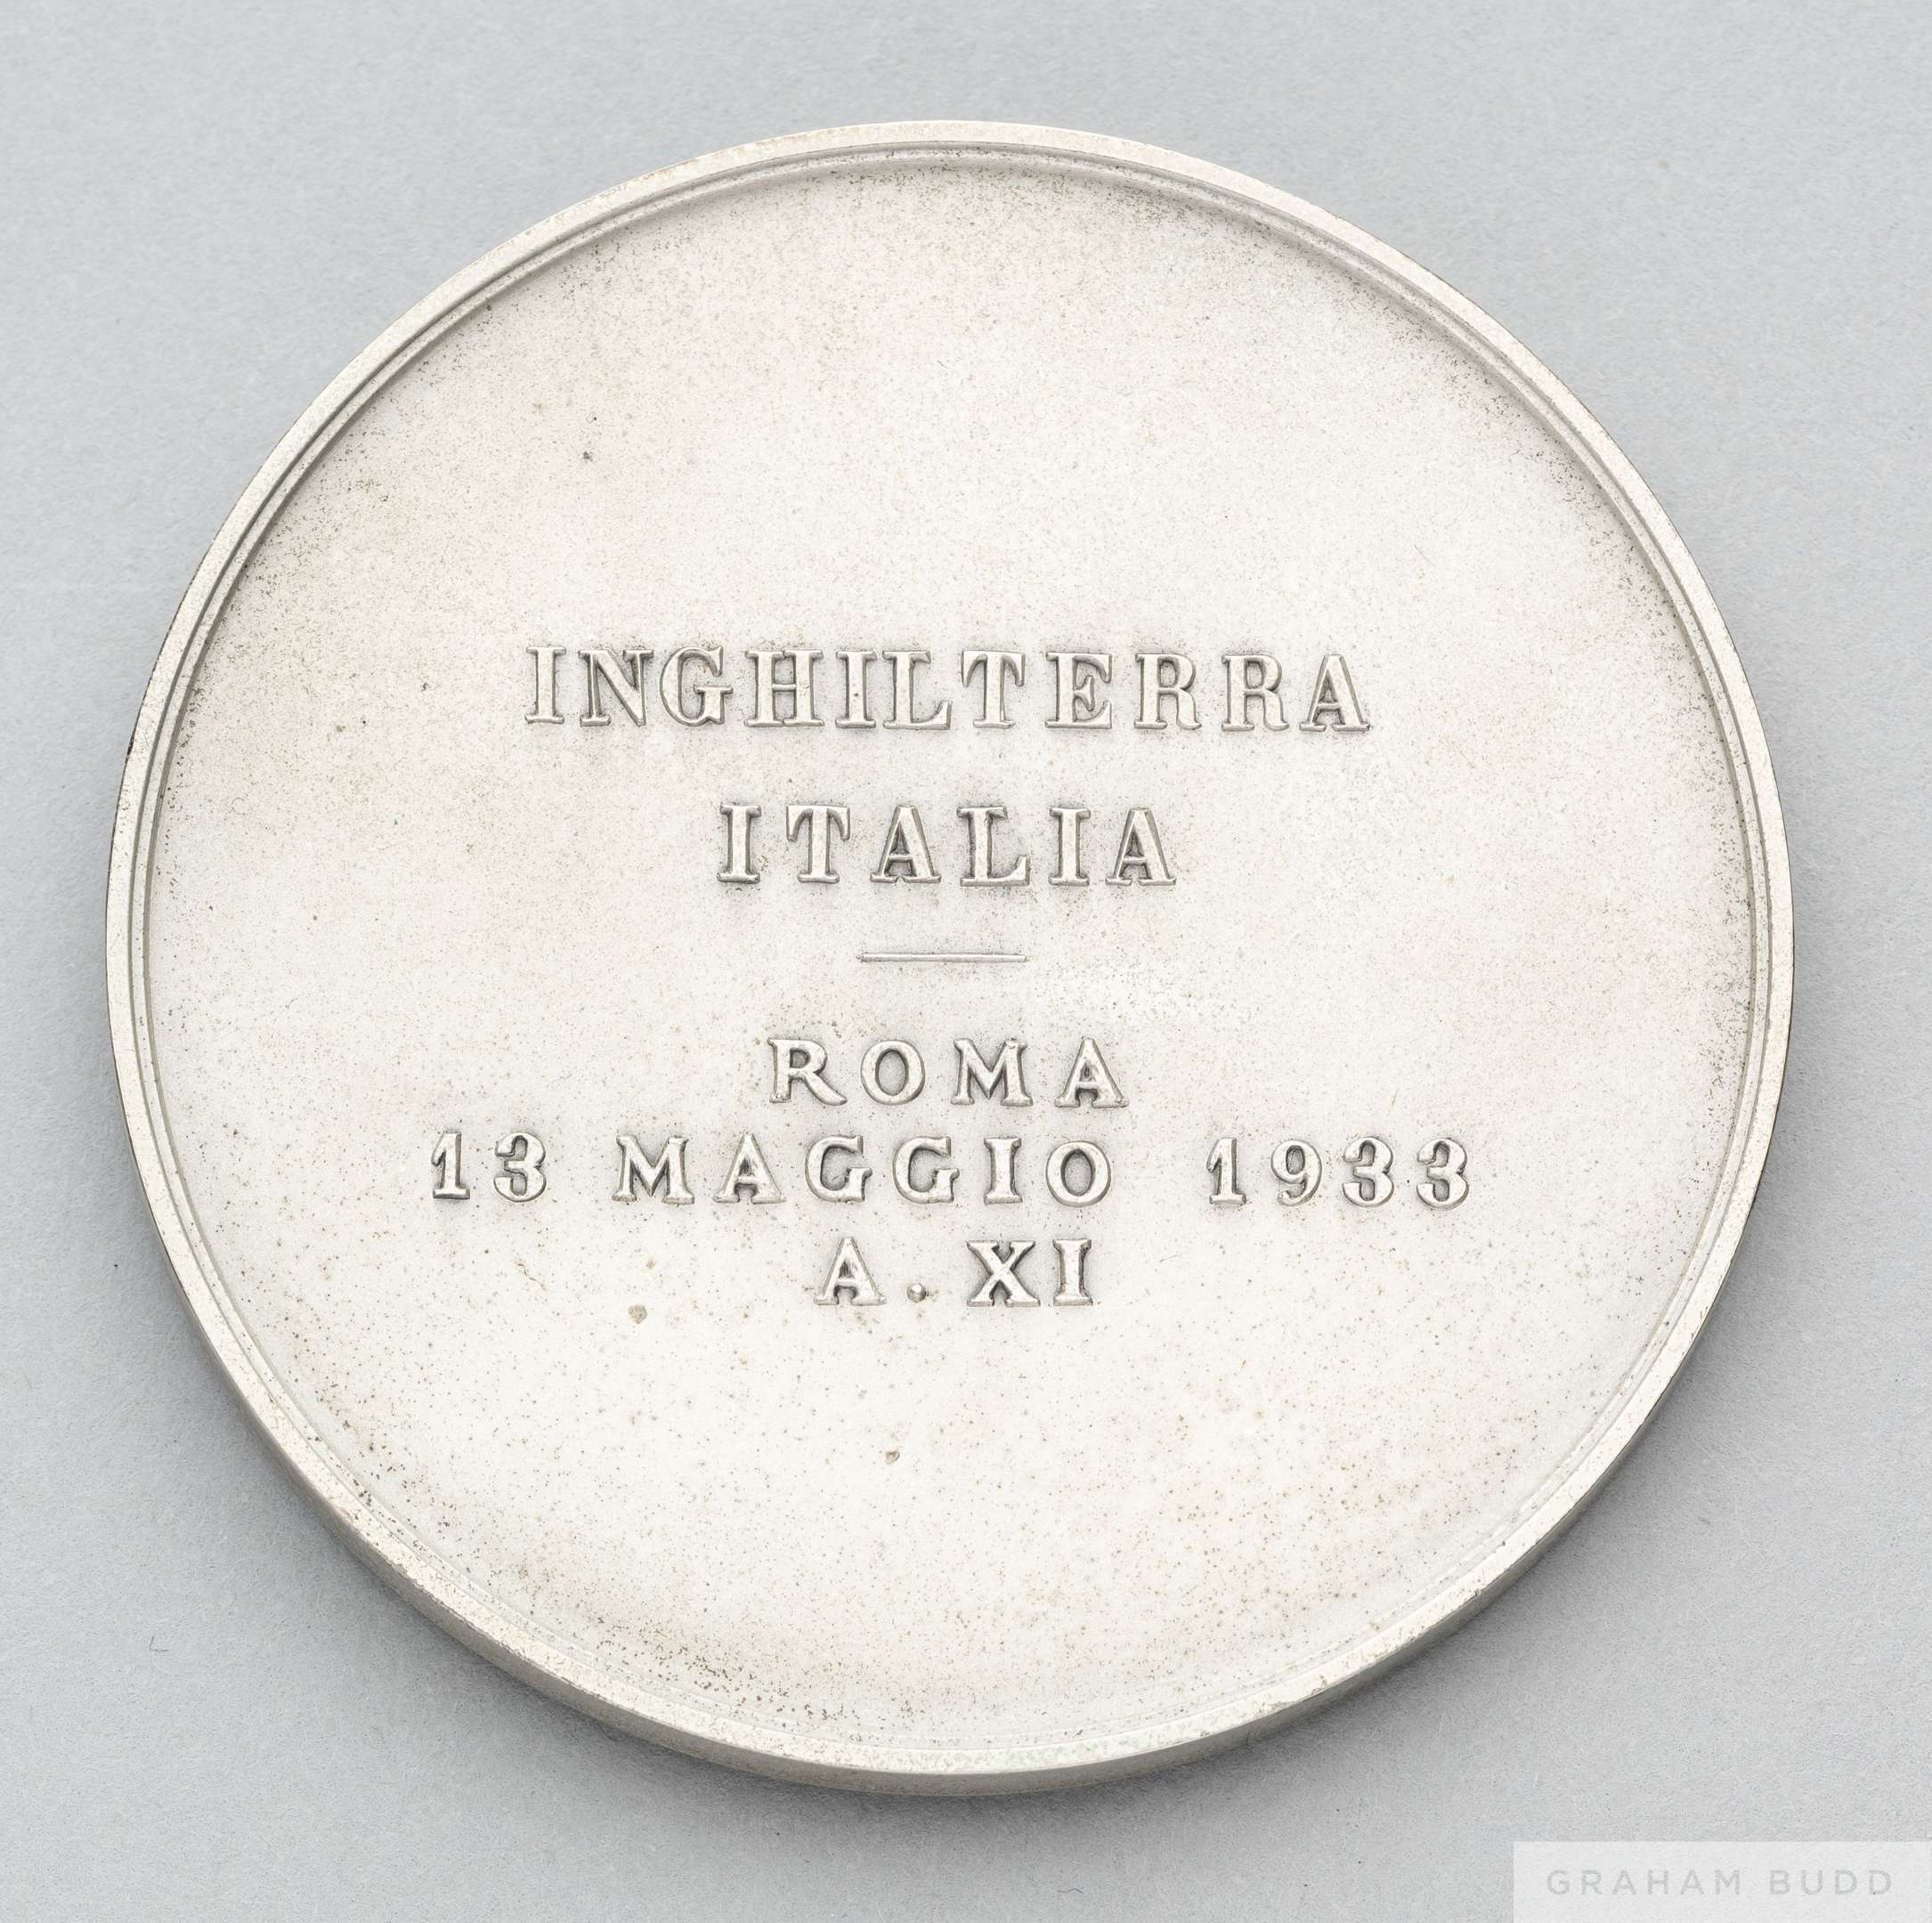 INGHILTERRA
ITALIA
ROMA
13 MAGGIO 1933
A. XI
GRAHAM BUDD